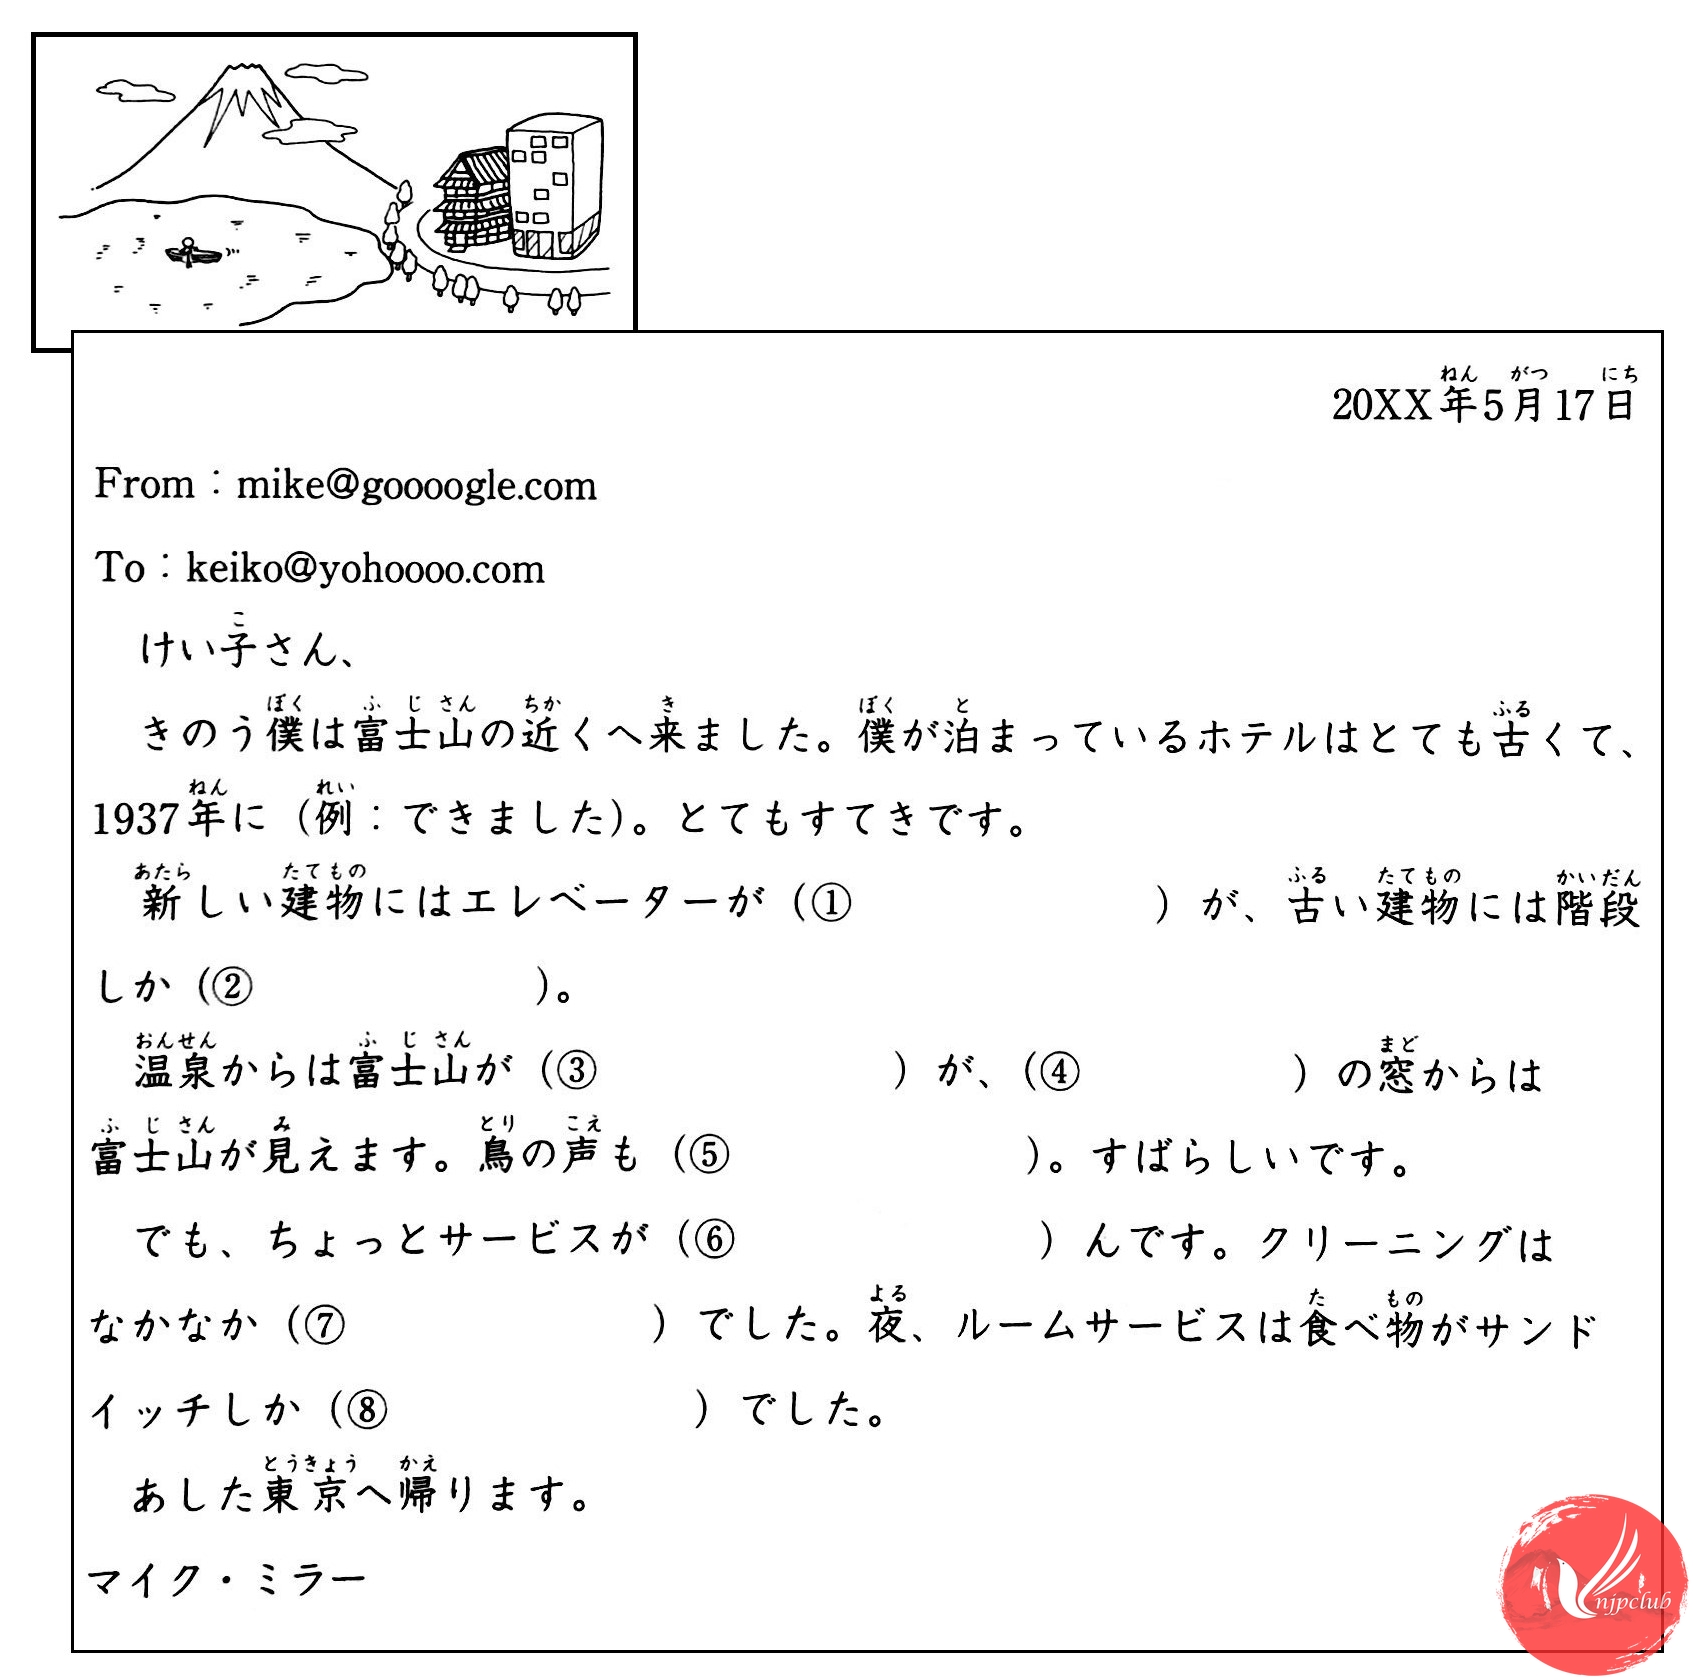 20XX年5月17日
From：mike@goooogle.com
To：keiko@yohoooo.com
けい子さん、
きのう僕は富士山の近くへ来ました。僕が泊まっているホテルはとても古くて、
1937年に（例：できました）。とてもすてきです。
新しい建物にはエレベーターが（①　　　）が、古い建物には階段
しか（②　　　）。
温泉からは富士山が（③　　　）が、（④　　　）の窓からは
富士山が見えます。鳥の声も（⑤　　　）。すばらしいです。
でも、ちょっとサービスが（⑥　　　）んです。クリーニングは
なかなか（⑦　　　）でした。夜、ルームサービスは食べ物がサンド
イッチしか（⑧　　　）でした。
あした東京へ帰ります。
マイク・ミラー
njpclub